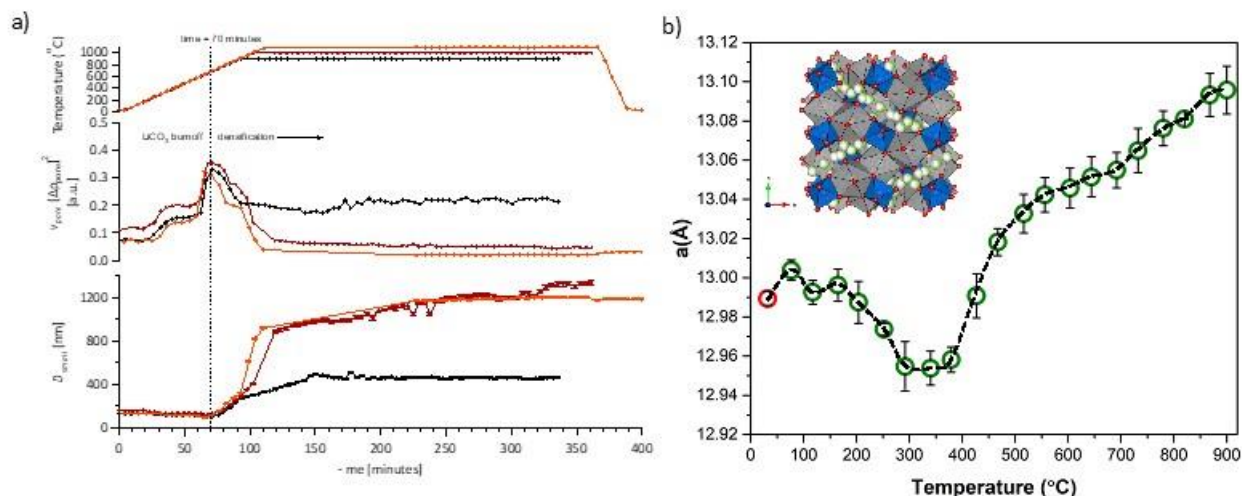 a)
time = 70 minutes
Temperature (°C)
1000
800
600
400
200
0
0.5
LiCO₃ burnoff densification
0.4
0.3
0.2
0.1
0.0
[a.u.]
1200
800
400
0
D small [nm]
0 50 100 150 200 250 300 350 400
- me [minutes]
b)
13.12
13.10
13.08
13.06
13.04
13.02
13.00
12.98
12.96
12.94
12.92
a(Å)
0 100 200 300 400 500 600 700 800 900
Temperature (°C)